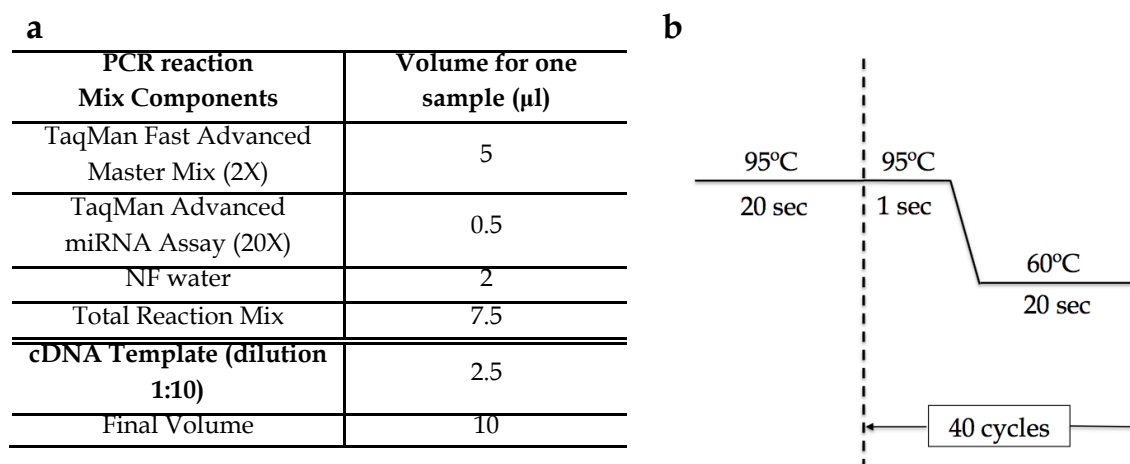 a
PCR reaction
Mix Components
Volume for one
sample (µl)
TaqMan Fast Advanced
Master Mix (2X)
5
TaqMan Advanced
miRNA Assay (20X)
0.5
NF water
2
Total Reaction Mix
7.5
cDNA Template (dilution
1:10)
2.5
Final Volume
10
b
95ºC
95ºC
20 sec
1 sec
60ºC
20 sec
40 cycles